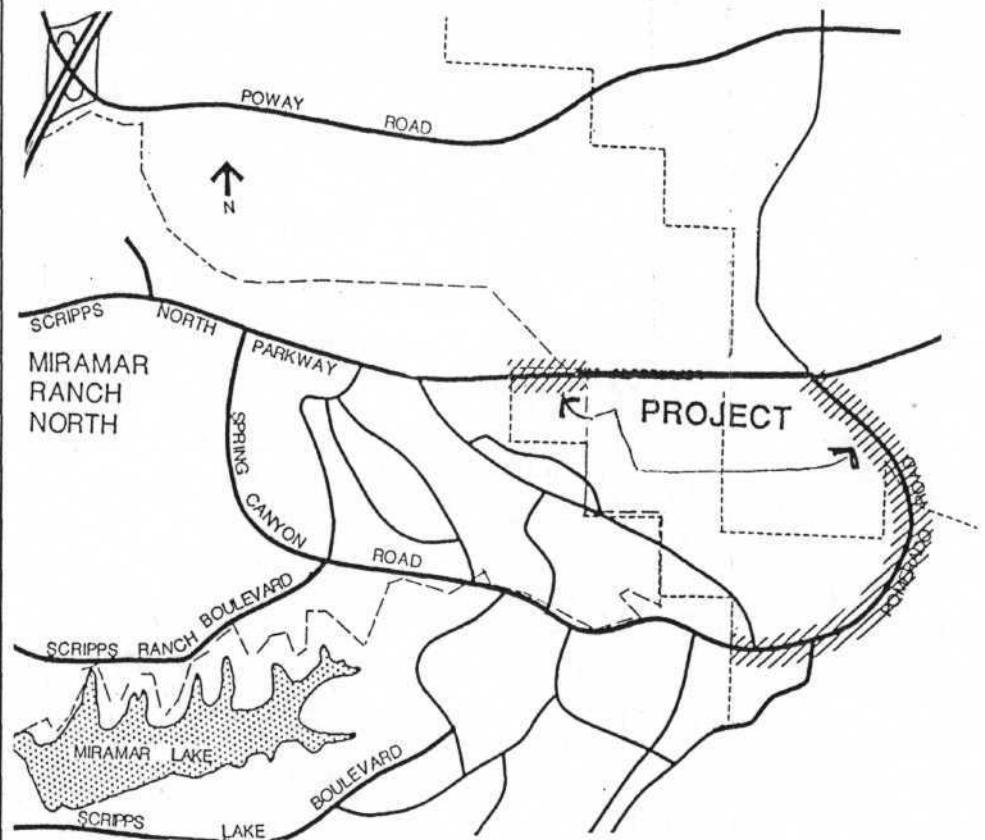 POWAY ROAD
N
SCRIPPS NORTH PARKWAY
MIRAMAR
RANCH
NORTH
PROJECT
SPRING CANYON ROAD
POMERADO ROAD
SCRIPPS RANCH BOULEVARD
MIRAMAR LAKE
SCRIPPS LAKE BOULEVARD